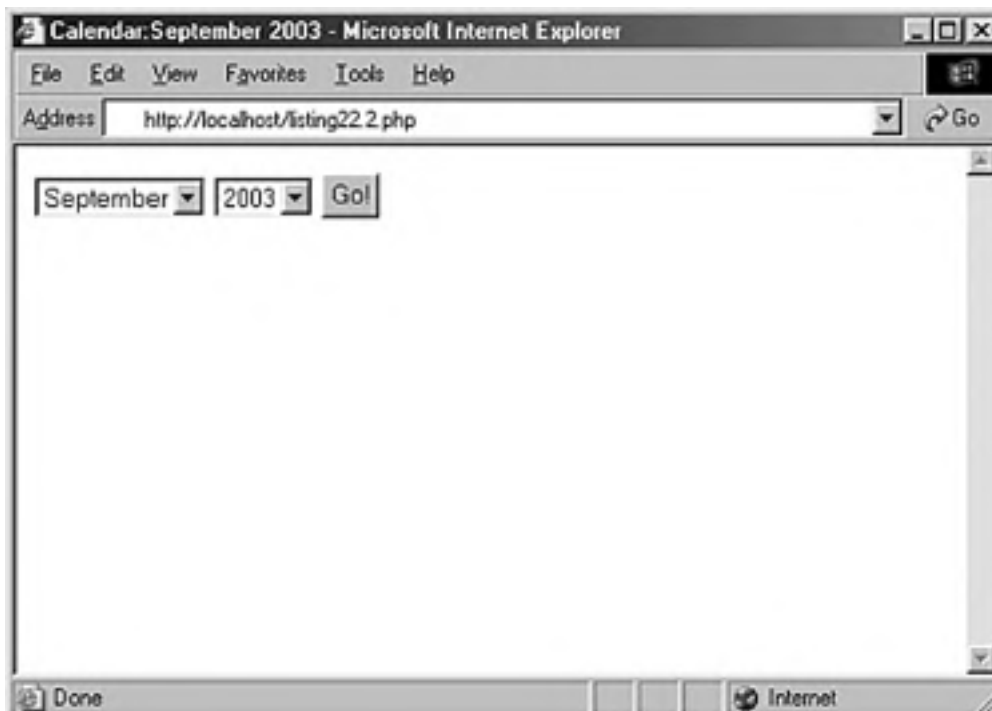 Calendar:September 2003 - Microsoft Internet Explorer
File Edit View Favorites Tools Help
Address http://localhost/listing22.2.php Go
September 2003 Go!
Done Internet